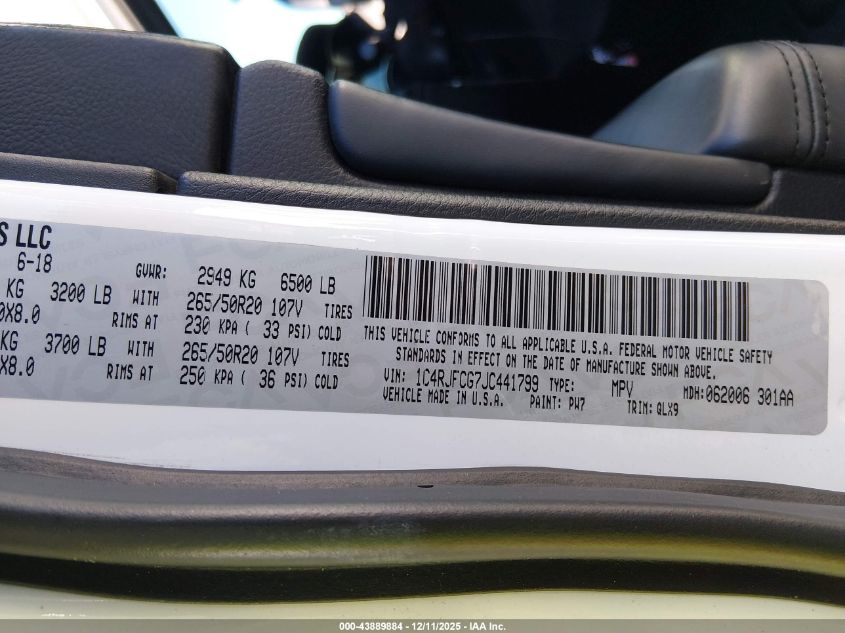 S LLC
6-18 GVWR: 2949 KG 6500 LB
KG 3200 LB WITH 265/50R20 107V TIRES
0X8.0 RIMS AT 230 KPA ( 33 PSI) COLD
KG 3700 LB WITH 265/50R20 107V TIRES
X8.0 RIMS AT 250 KPA ( 36 PSI) COLD
THIS VEHICLE CONFORMS TO ALL APPLICABLE U.S.A. FEDERAL MOTOR VEHICLE SAFETY
STANDARDS IN EFFECT ON THE DATE OF MANUFACTURE SHOWN ABOVE.
VIN: 1C4RJFCG7JC441799 TYPE: MPV MDH:062006 301AA
VEHICLE MADE IN U.S.A. PAINT: PW7 TRIM: QLX9
000-43889884 - 12/11/2025 - IAA Inc.